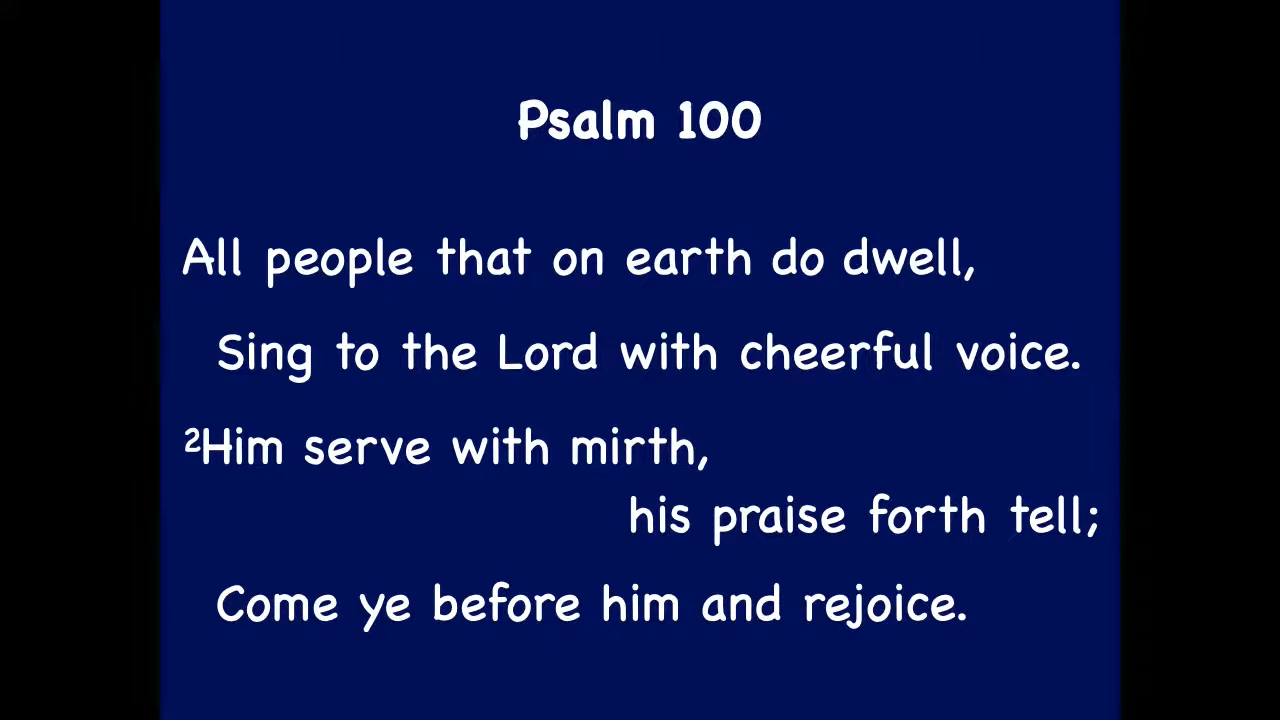 Psalm 100
All people that on earth do dwell,
Sing to the Lord with cheerful voice.
²Him serve with mirth,
his praise forth tell;
Come ye before him and rejoice.